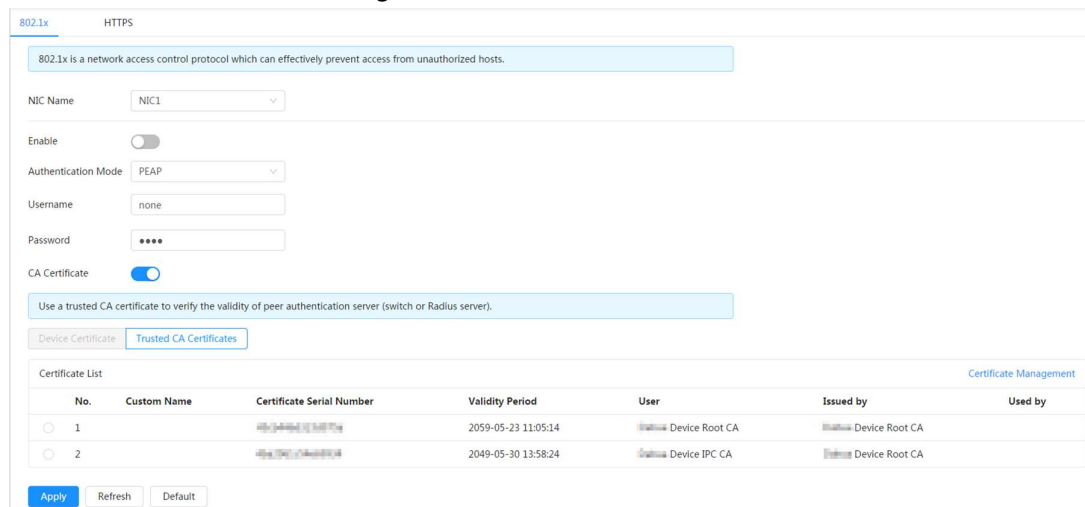 802.1x HTTPS
802.1x is a network access control protocol which can effectively prevent access from unauthorized hosts.
NIC Name NIC1
Enable
Authentication Mode PEAP
Username none
Password ••••
CA Certificate
Use a trusted CA certificate to verify the validity of peer authentication server (switch or Radius server).
Device Certificate Trusted CA Certificates
Certificate List Certificate Management
No. Custom Name Certificate Serial Number Validity Period User Issued by Used by
1 2059-05-23 11:05:14 Device Root CA Device Root CA
2 2049-05-30 13:58:24 Device IPC CA Device Root CA
Apply Refresh Default